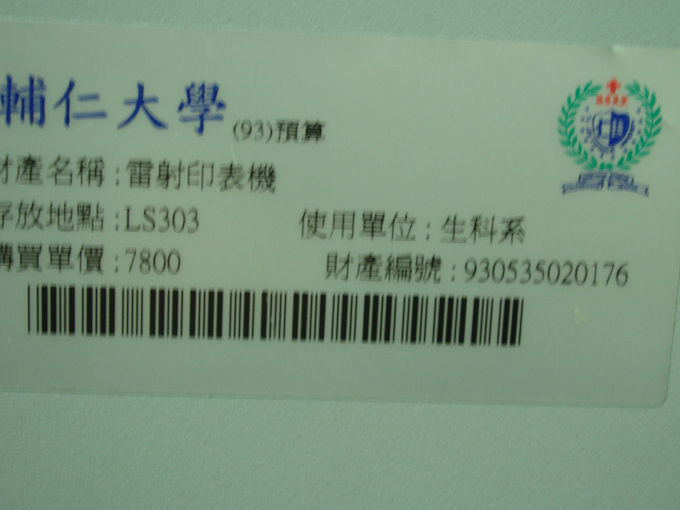 輔仁大學 (93)預算
財產名稱:雷射印表機
存放地點:LS303 使用單位:生科系
購買單價:7800 財產編號:930535020176